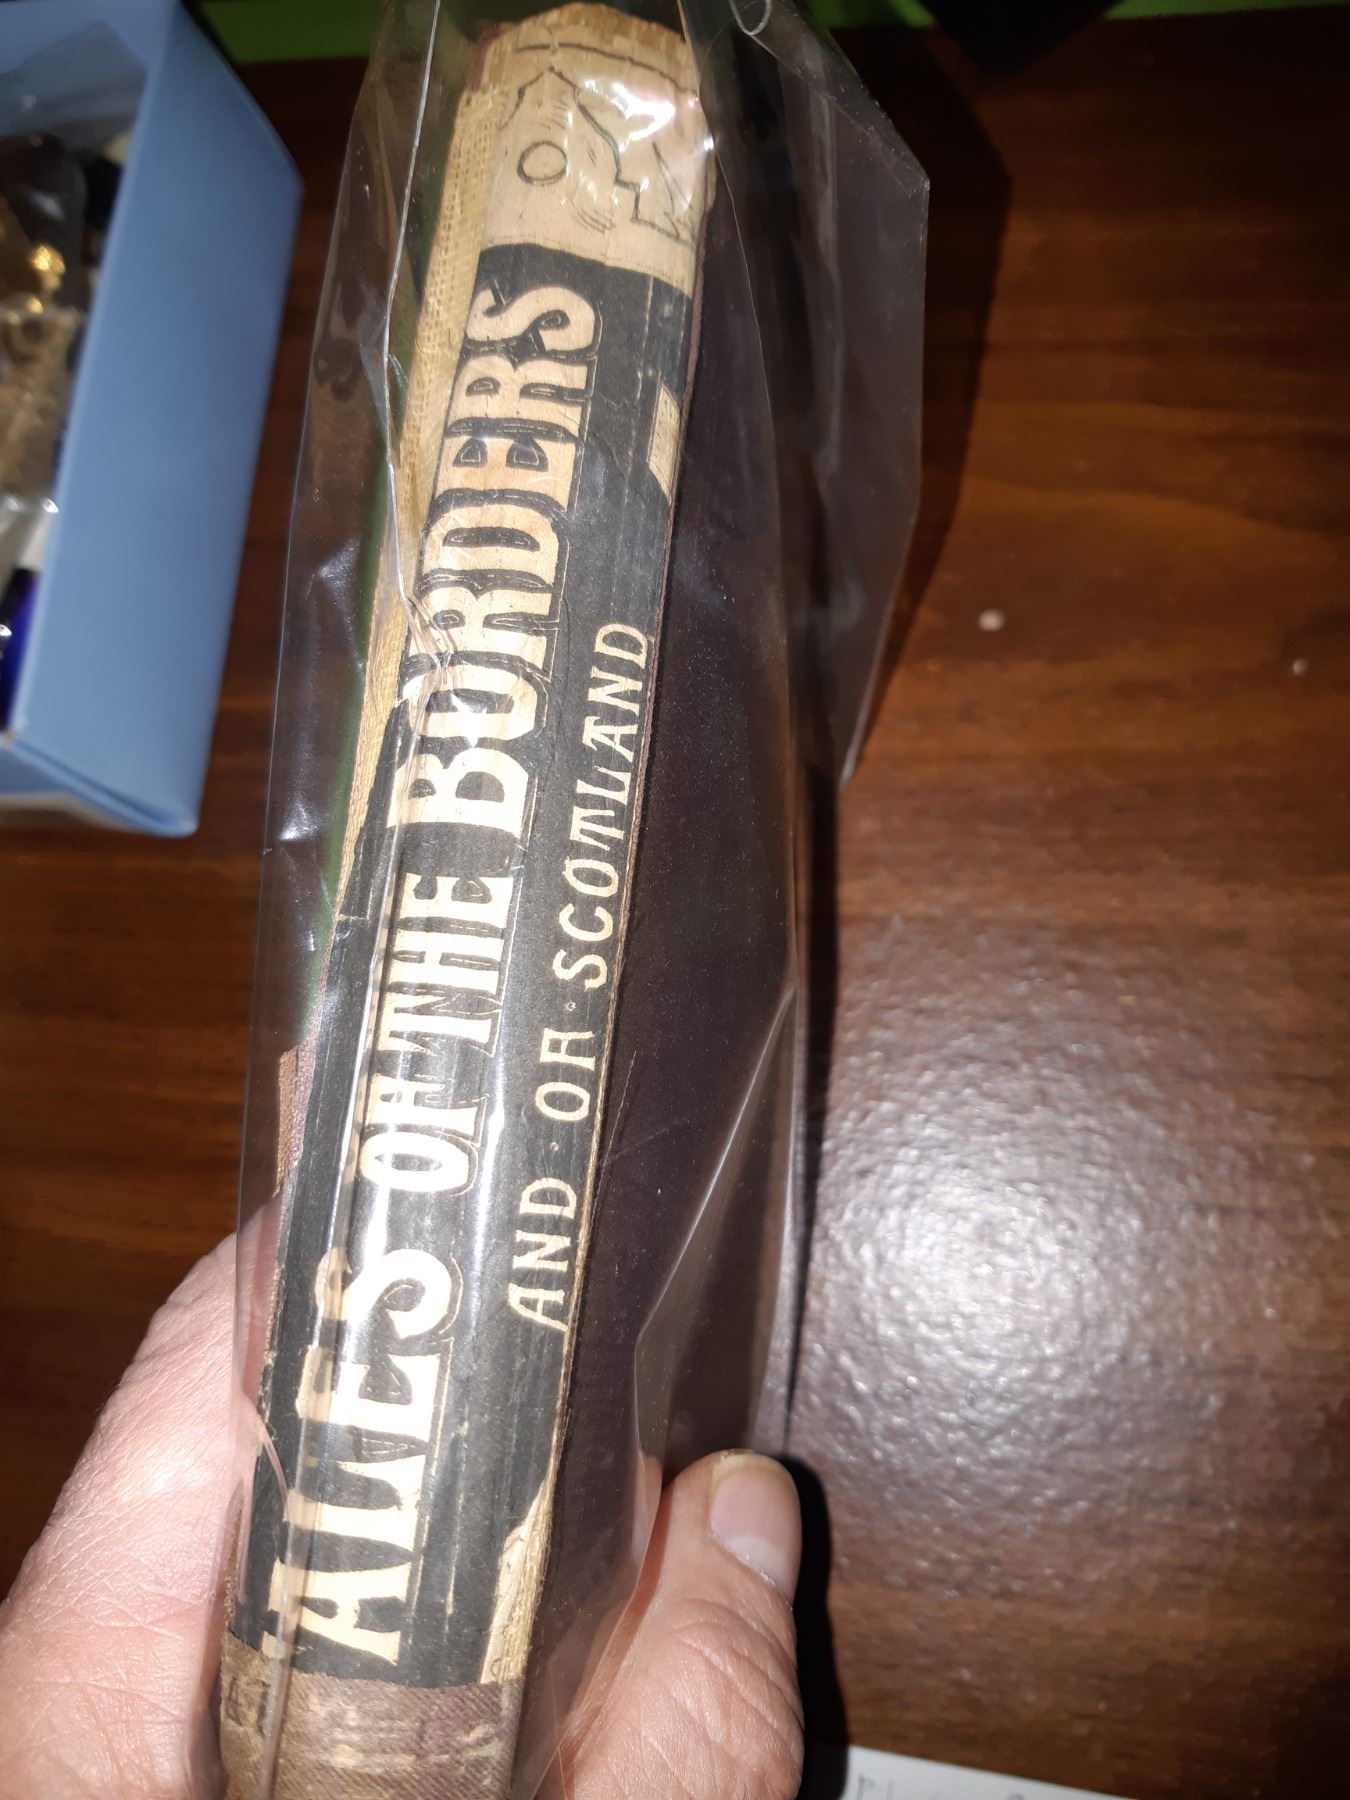 ALES OF THE BORDERS
AND · OF · SCOTLAND